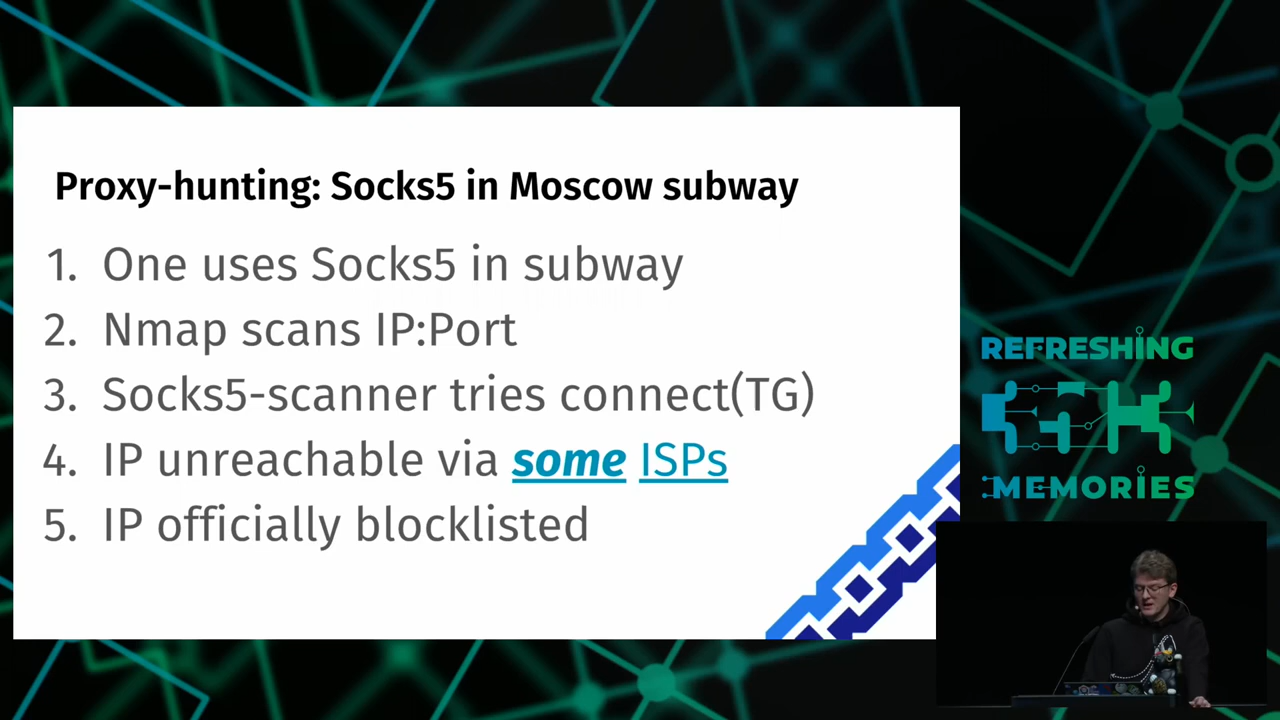 Proxy-hunting: Socks5 in Moscow subway
1. One uses Socks5 in subway
2. Nmap scans IP:Port
3. Socks5-scanner tries connect(TG)
4. IP unreachable via some ISPs
5. IP officially blocklisted
REFRESHING
MEMORIES